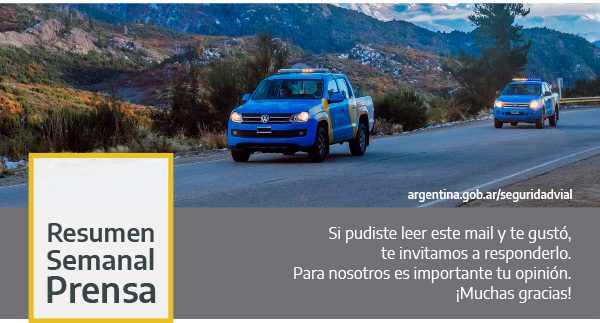 argentina.gob.ar/seguridadvial
Resumen
Semanal
Prensa
Si pudiste leer este mail y te gustó,
te invitamos a responderlo.
Para nosotros es importante tu opinión.
¡Muchas gracias!